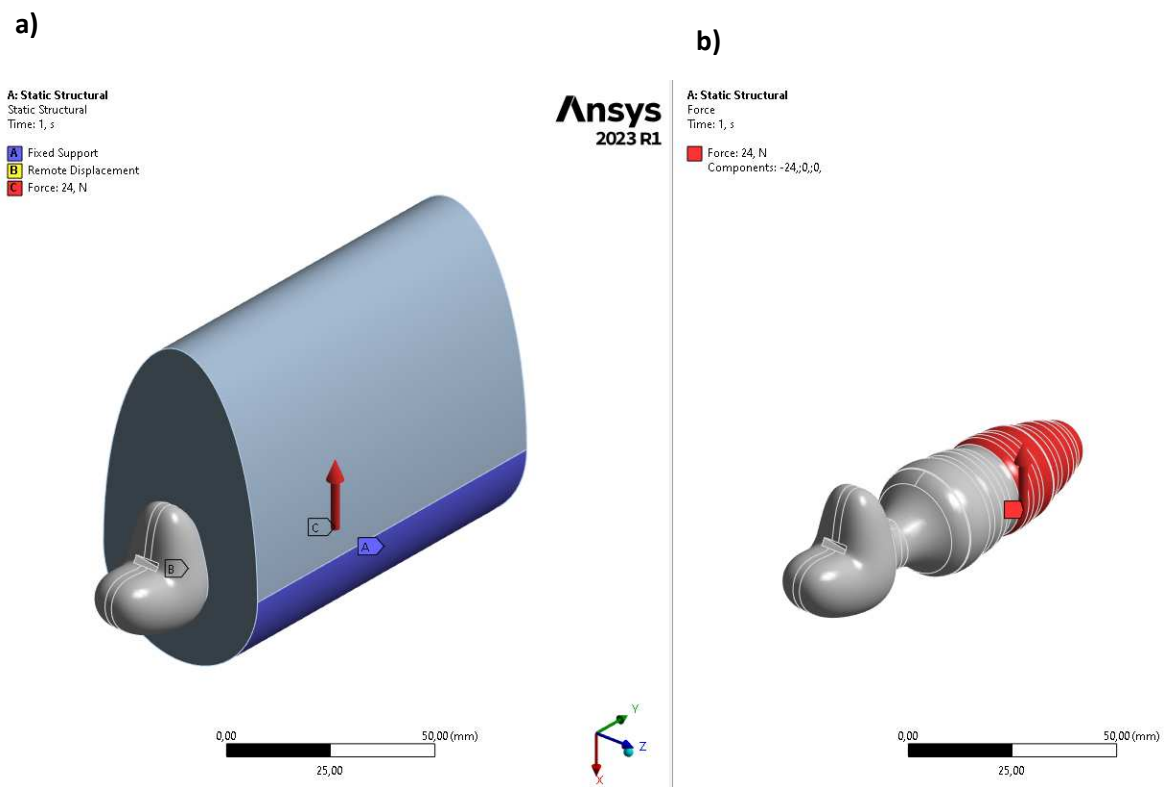 a)
A: Static Structural
Static Structural
Time: 1, s
A Fixed Support
B Remote Displacement
C Force: 24, N
Ansys
2023 R1
C
A
B
0,00
50,00 (mm)
25,00
Y
Z
X
b)
A: Static Structural
Force
Time: 1, s
Force: 24, N
Components: -24,;0,;0,
0,00
50,00 (mm)
25,00